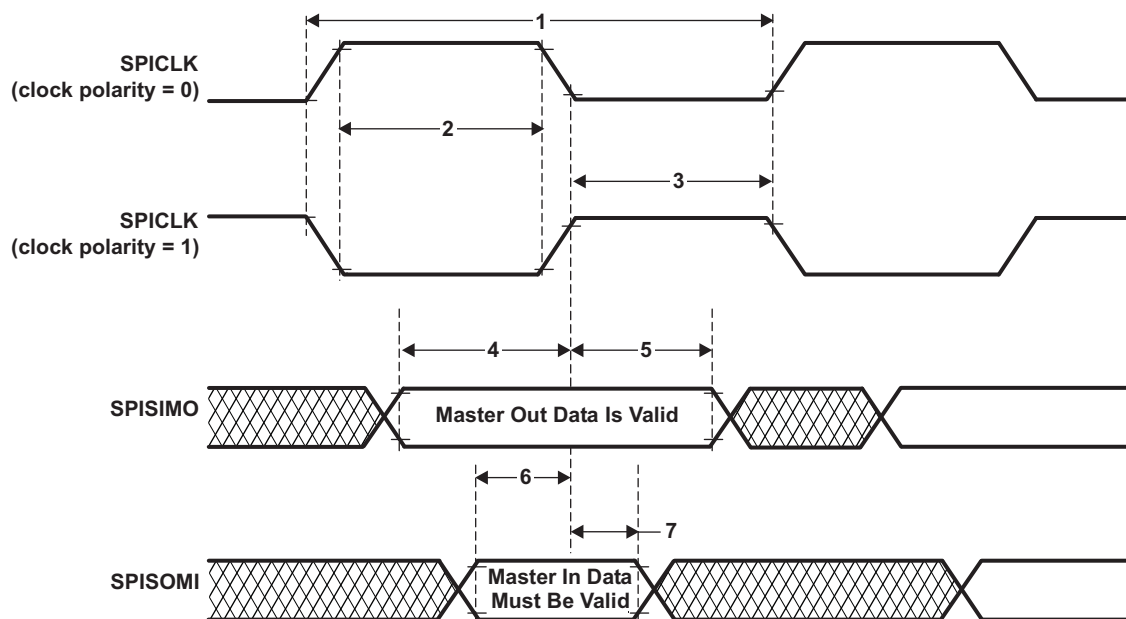 1
SPICLK
(clock polarity = 0)
2
3
SPICLK
(clock polarity = 1)
4
5
SPISIMO
Master Out Data Is Valid
6
7
SPISOMI
Master In Data
Must Be Valid